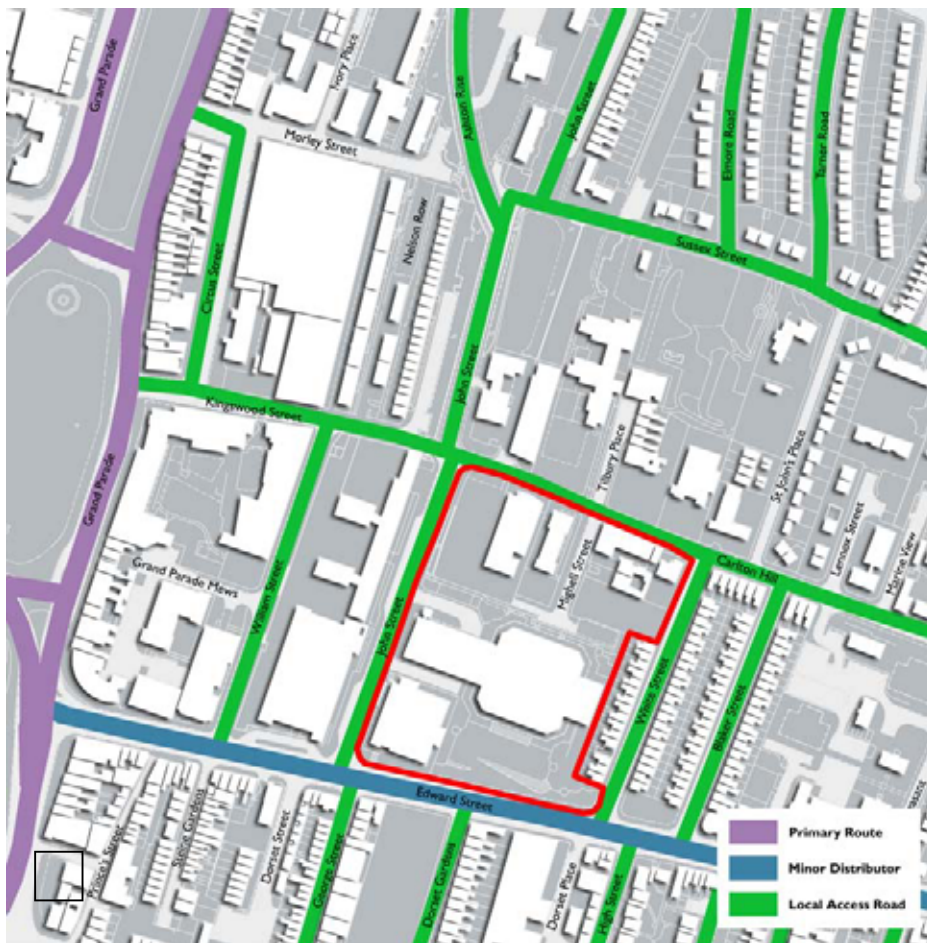 Grand Parade
Ivory Place
Morley Street
Ashton Rise
John Street
Elmore Road
Tarner Road
Nelson Row
Circus Street
Sussex Street
John Street
Kingswood Street
Grand Parade
Tilbury Place
St John's Place
Lennox Street
Marine View
Carlton Hill
Grand Parade Mews
William Street
Mighell Street
John Street
White Street
Blaker Street
Edward Street
Prince's Street
Steine Gardens
Dorset Street
George Street
Dorset Gardens
Dorset Place
High Street
Primary Route
Minor Distributor
Local Access Road